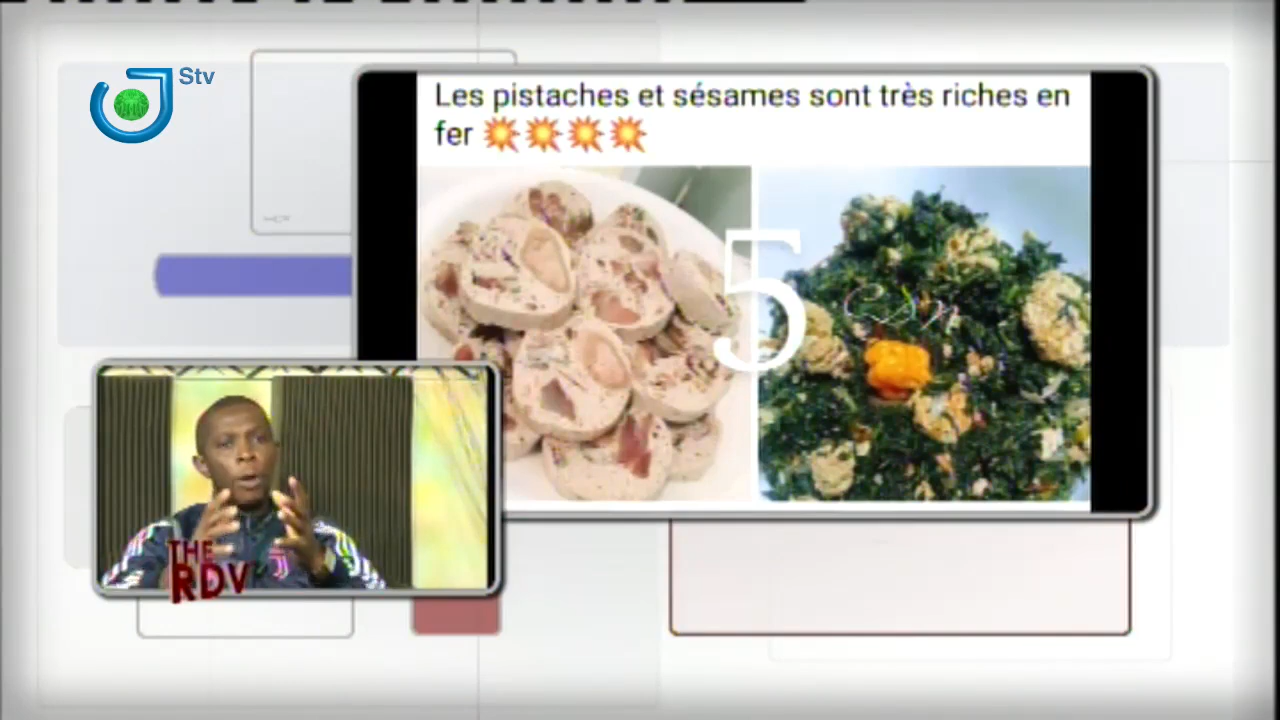 Stv
Les pistaches et sésames sont très riches en
fer 💥💥💥💥
5
THE
RDV